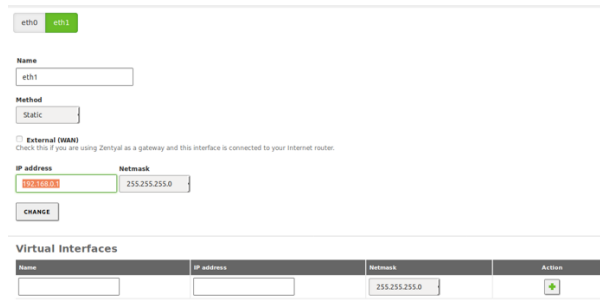 eth0 eth1
Name
eth1
Method
Static
External (WAN)
Check this if you are using Zentyal as a gateway and this interface is connected to your Internet router.
IP address Netmask
192.168.0.1 255.255.255.0
CHANGE
Virtual Interfaces
Name IP address Netmask Action
255.255.255.0